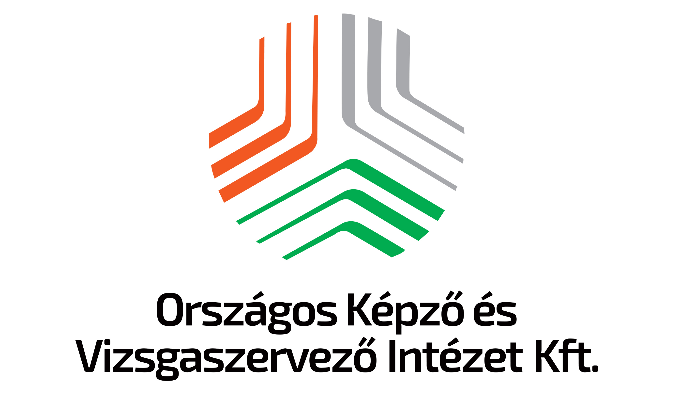 Országos Képző és
Vizsgaszervező Intézet Kft.